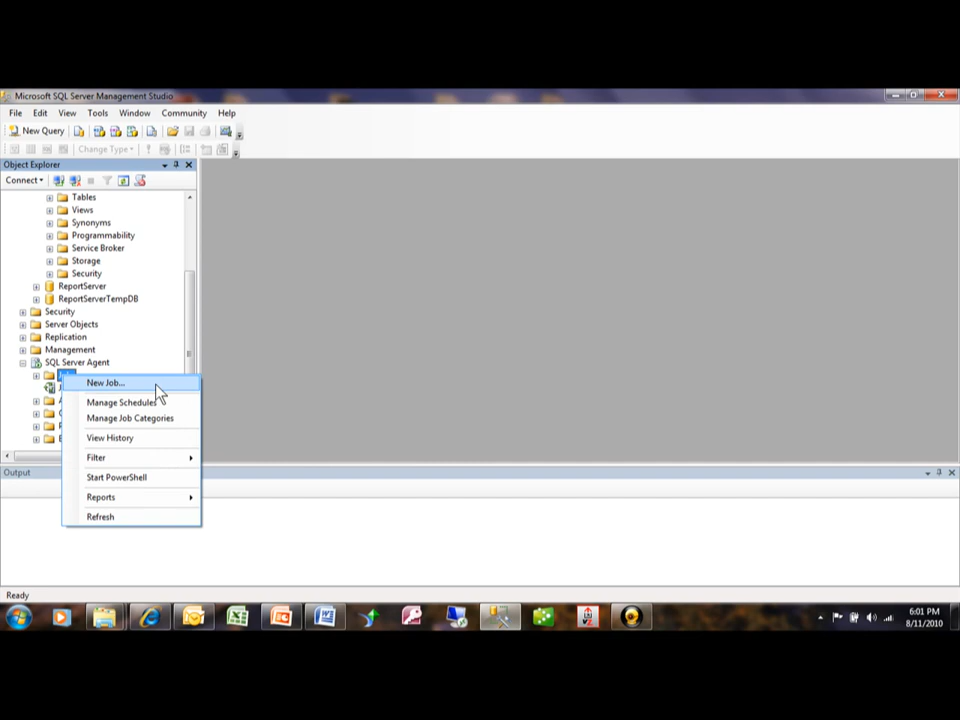 Microsoft SQL Server Management Studio
File Edit View Tools Window Community Help
New Query
Change Type
Object Explorer
Connect
Tables
Views
Synonyms
Programmability
Service Broker
Storage
Security
ReportServer
ReportServerTempDB
Security
Server Objects
Replication
Management
SQL Server Agent
New Job...
Manage Schedules
Manage Job Categories
View History
Filter
Start PowerShell
Reports
Refresh
Output
Ready
6:01 PM
8/11/2010